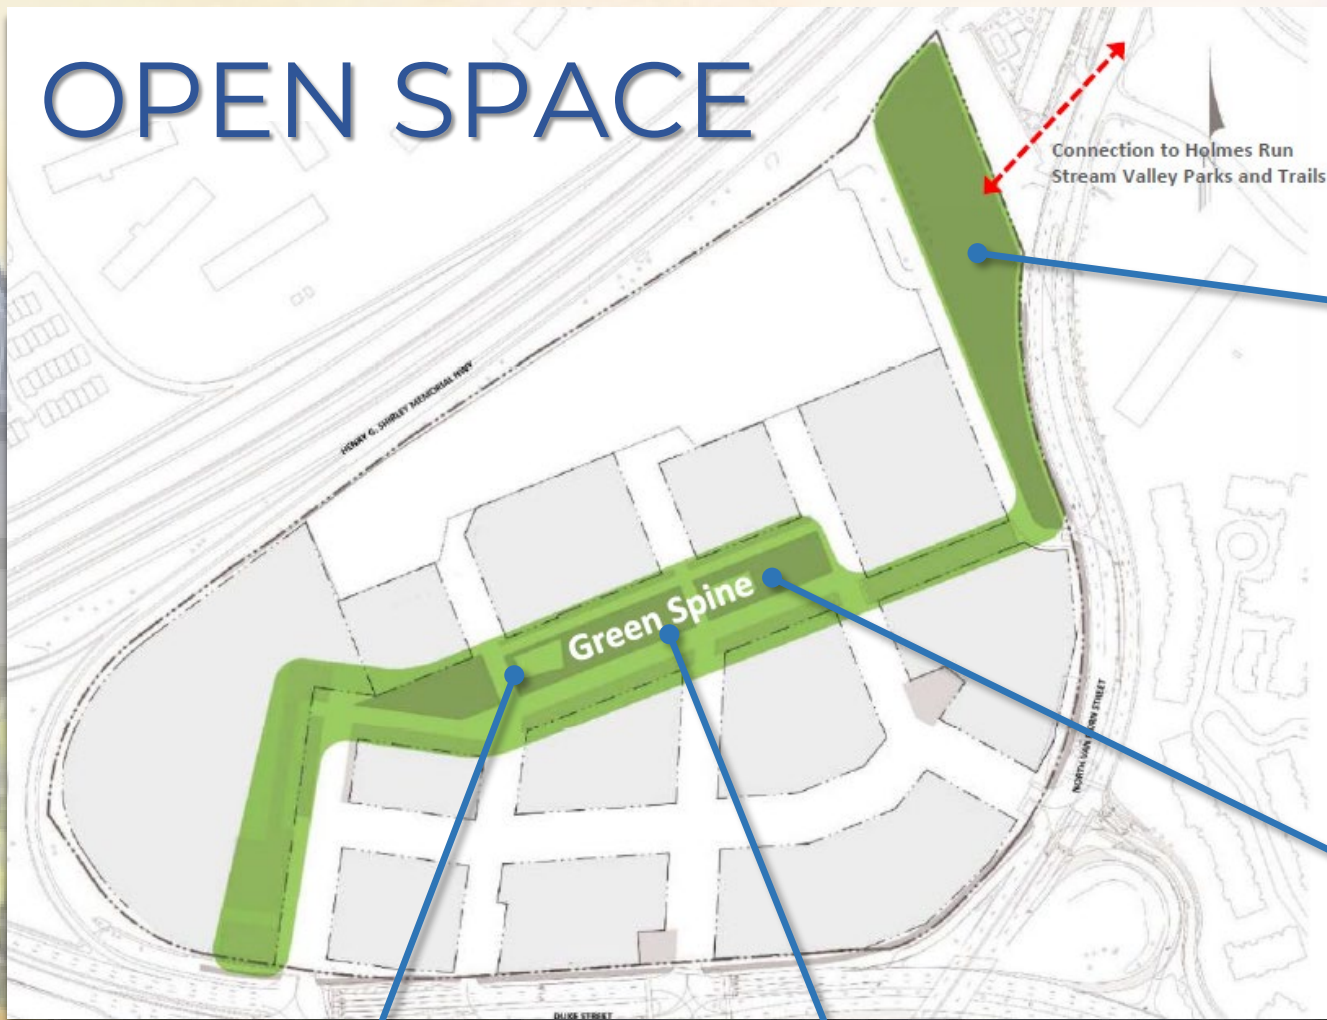 OPEN SPACE
Connection to Holmes Run
Stream Valley Parks and Trails
HENRY G. SHIRLEY MEMORIAL HWY
Green Spine
NORTH VAN DORN STREET
DUKE STREET